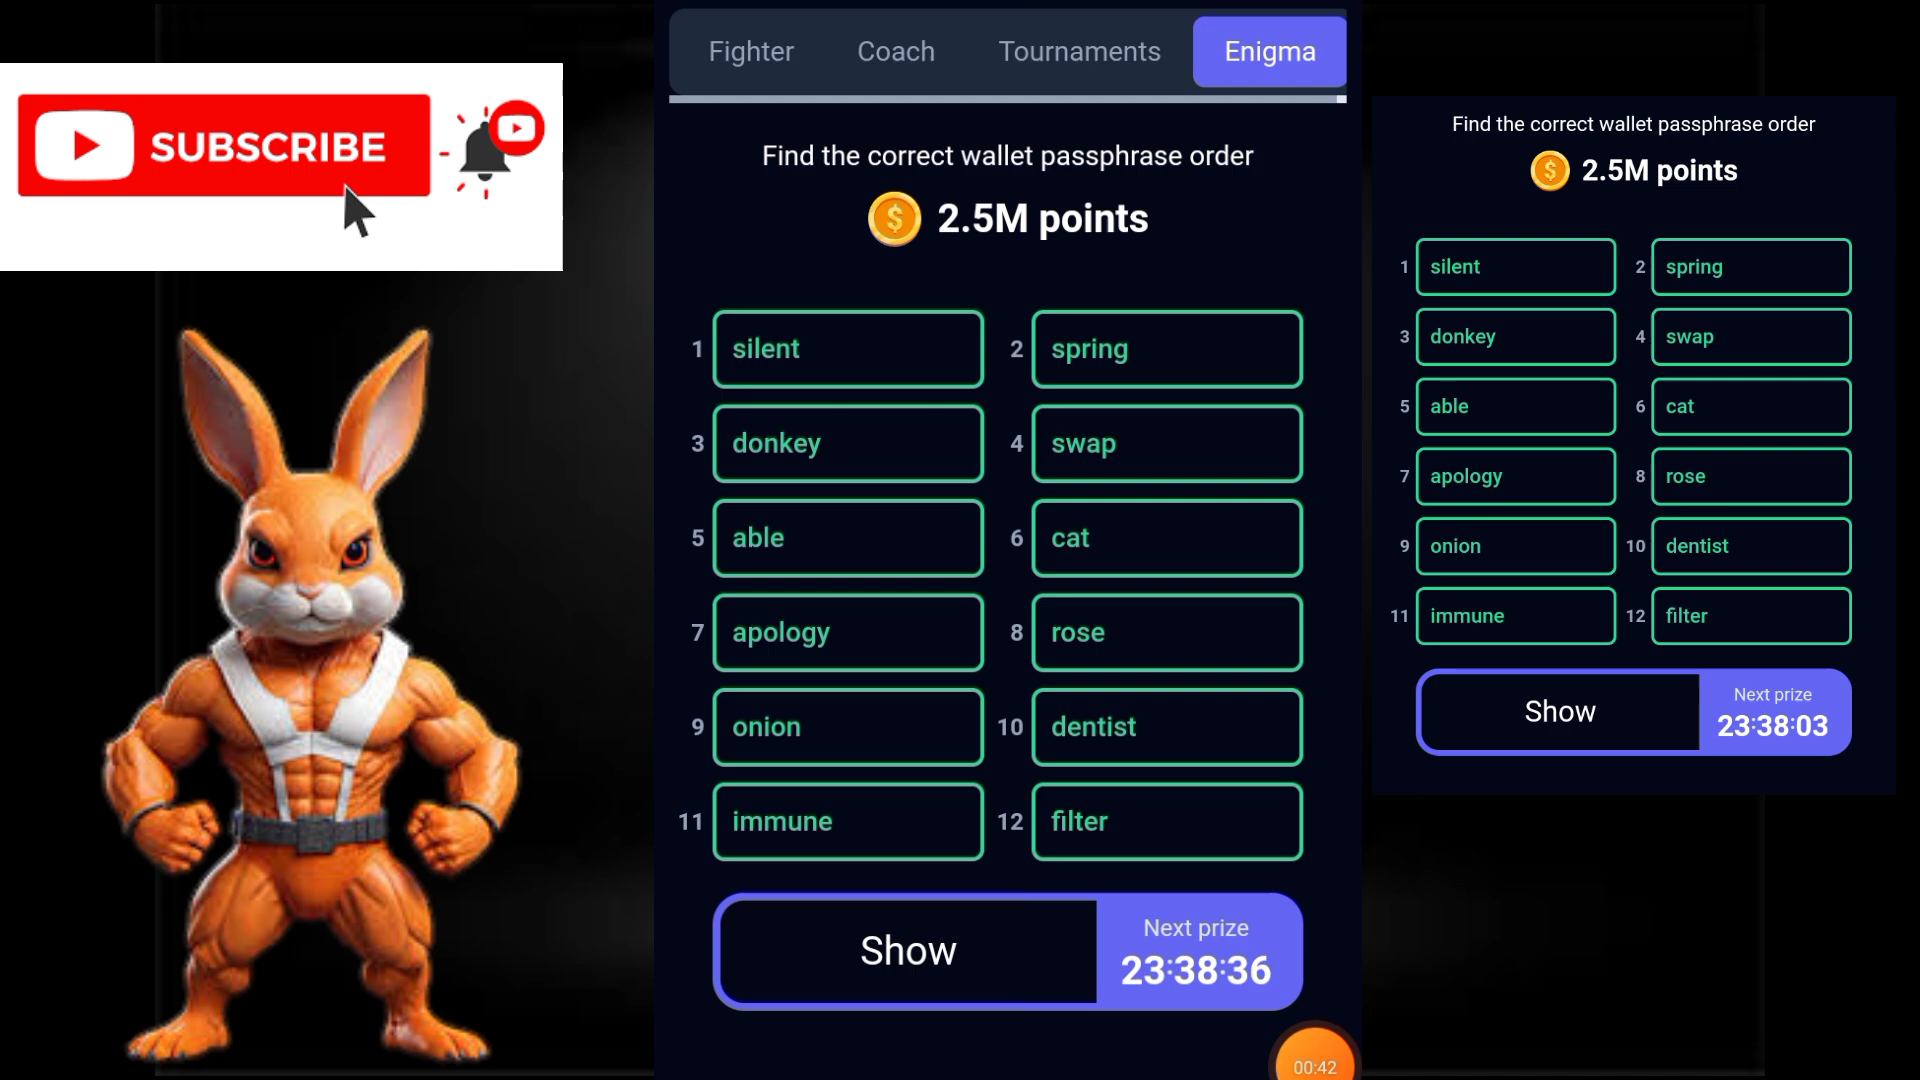 SUBSCRIBE
Fighter Coach Tournaments Enigma
Find the correct wallet passphrase order
2.5M points
1 silent 2 spring
3 donkey 4 swap
5 able 6 cat
7 apology 8 rose
9 onion 10 dentist
11 immune 12 filter
Show
Next prize
23:38:36
00:42
Find the correct wallet passphrase order
2.5M points
1 silent 2 spring
3 donkey 4 swap
5 able 6 cat
7 apology 8 rose
9 onion 10 dentist
11 immune 12 filter
Show
Next prize
23:38:03